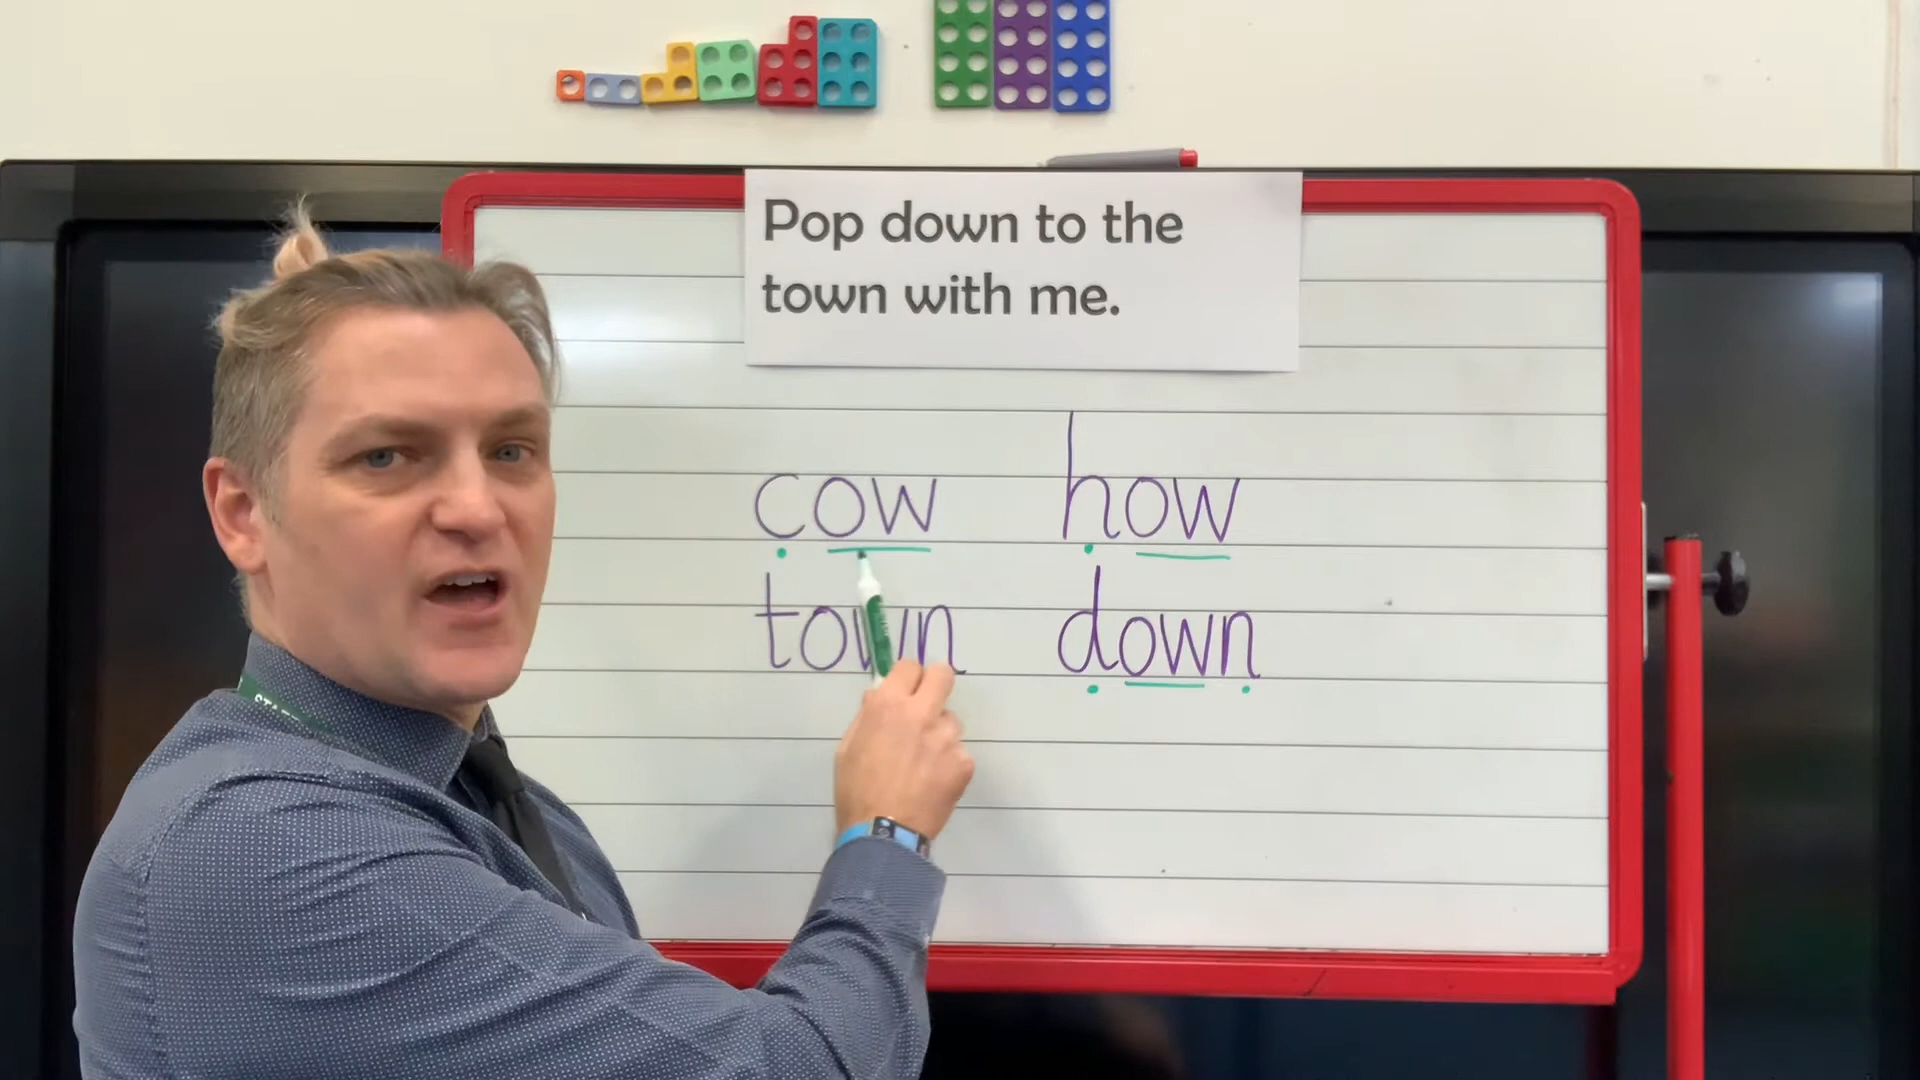 Pop down to the
town with me.
cow how
town down